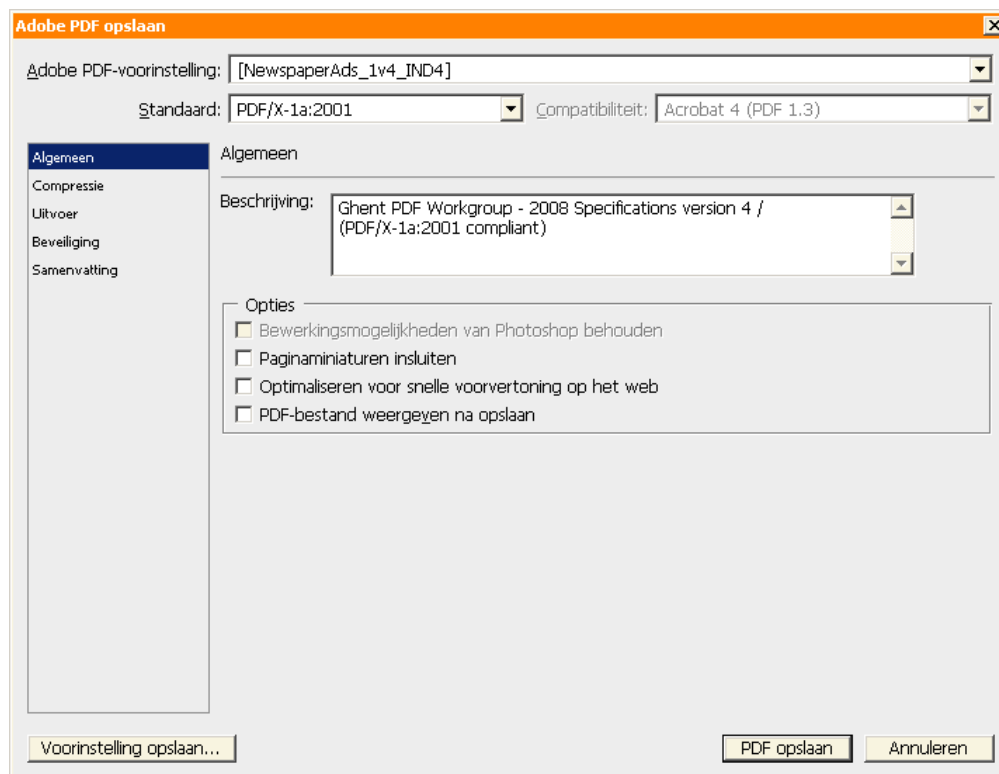 Adobe PDF opslaan
Adobe PDF-voorinstelling: [NewspaperAds_1v4_IND4]
Standaard: PDF/X-1a:2001 Compatibiliteit: Acrobat 4 (PDF 1.3)
Algemeen
Compressie
Uitvoer
Beveiliging
Samenvatting
Algemeen
Beschrijving: Ghent PDF Workgroup - 2008 Specifications version 4 /
(PDF/X-1a:2001 compliant)
Opties
Bewerkingsmogelijkheden van Photoshop behouden
Paginaminiaturen insluiten
Optimaliseren voor snelle voorvertoning op het web
PDF-bestand weergeven na opslaan
Voorinstelling opslaan... PDF opslaan Annuleren